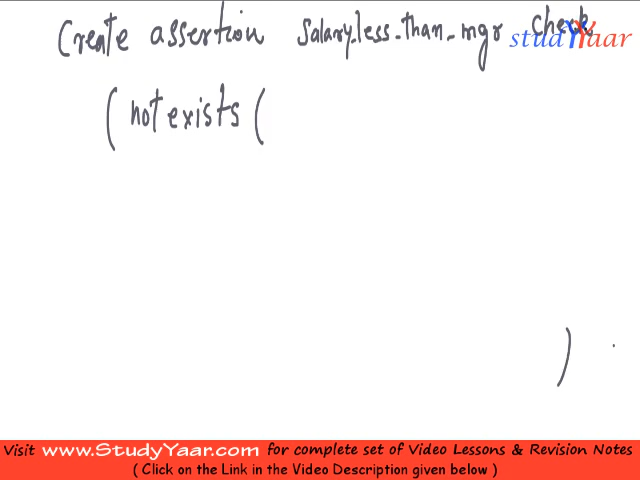 Create assertion Salary-less-than-mgr check
studYYaar
( not exists (
)
Visit www.StudyYaar.com for complete set of Video Lessons & Revision Notes
( Click on the Link in the Video Description given below )